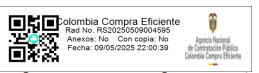 Colombia Compra Eficiente
Rad No. RS20250509004595
Anexos: No Con copia: No
Fecha: 09/05/2025 22:00:39
Agencia Nacional
de Contratación Pública
Colombia Compra Eficiente